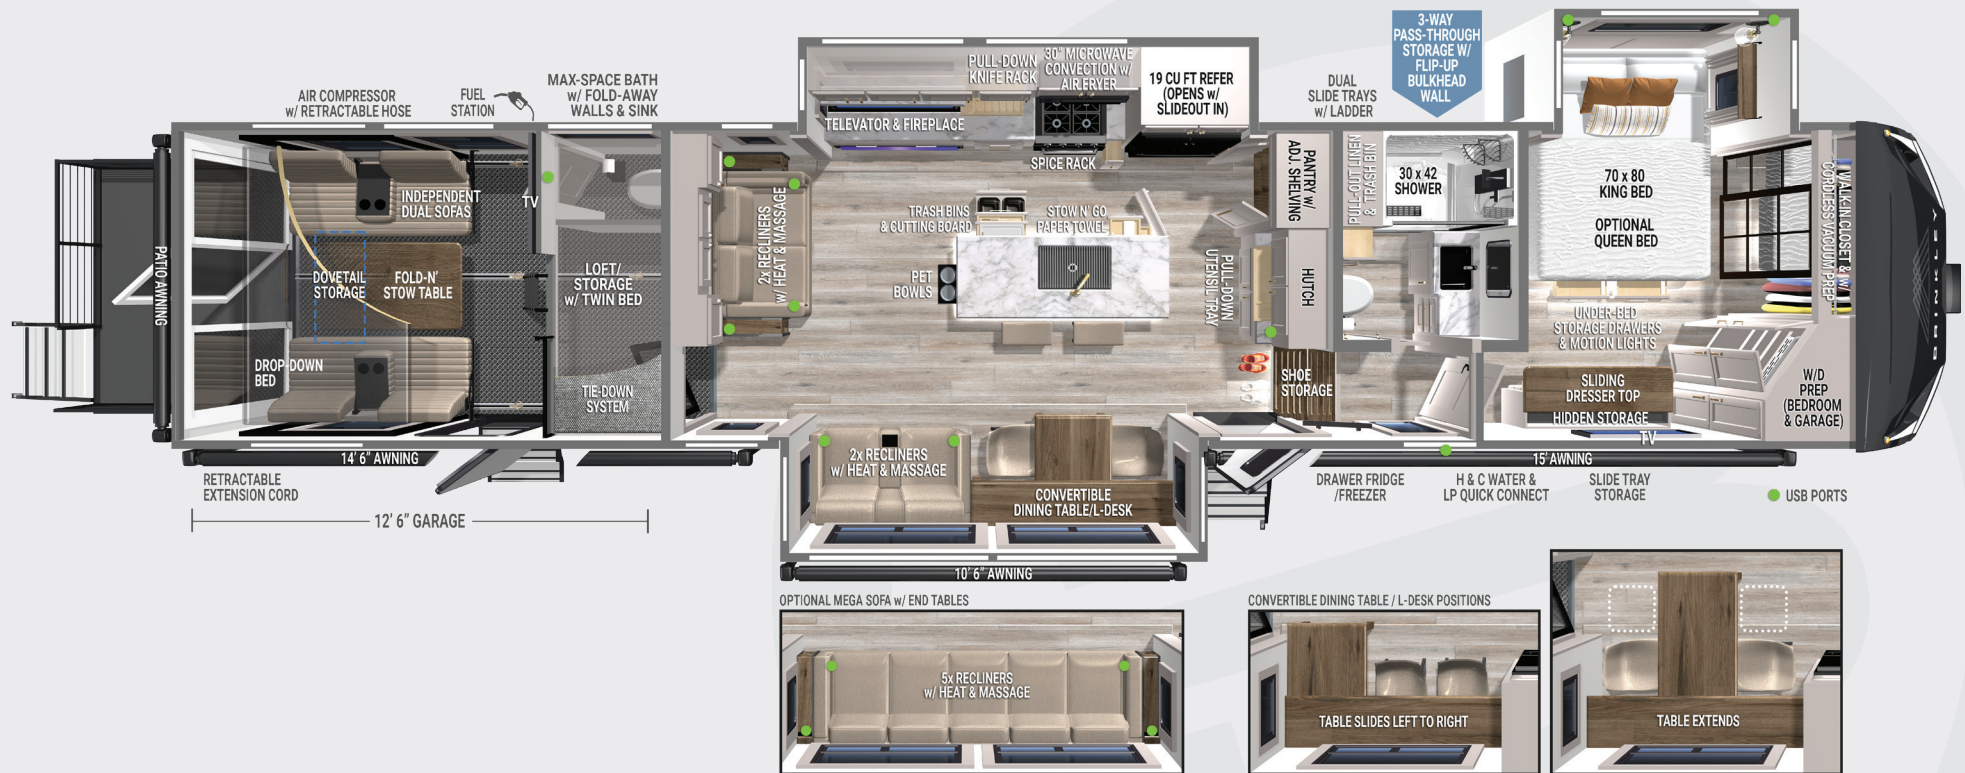 3-WAY
PASS-THROUGH
STORAGE W/
FLIP-UP
BULKHEAD
WALL
MAX-SPACE BATH
w/ FOLD-AWAY
WALLS & SINK
AIR COMPRESSOR
w/ RETRACTABLE HOSE
FUEL
STATION
PULL-DOWN
KNIFE RACK
30" MICROWAVE
CONVECTION w/
AIR FRYER
19 CU FT REFER
(OPENS w/
SLIDEOUT IN)
DUAL
SLIDE TRAYS
w/ LADDER
TELEVATOR & FIREPLACE
SPICE RACK
PATIO AWNING
INDEPENDENT
DUAL SOFAS
TV
DOVETAIL
STORAGE
FOLD-N'
STOW TABLE
DROP-DOWN
BED
LOFT/
STORAGE
w/ TWIN BED
TIE-DOWN
SYSTEM
2x RECLINERS
w/ HEAT & MASSAGE
TRASH BINS
& CUTTING BOARD
STOW N' GO
PAPER TOWEL
PET
BOWLS
PULL-DOWN
UTENSIL TRAY
PANTRY w/
ADJ. SHELVING
HUTCH
SHOE
STORAGE
PULL-OUT LINEN
& TRASH BIN
30 x 42
SHOWER
70 x 80
KING BED
OPTIONAL
QUEEN BED
UNDER-BED
STORAGE DRAWERS
& MOTION LIGHTS
SLIDING
DRESSER TOP
HIDDEN STORAGE
TV
WALK-IN CLOSET & w/
CORDLESS VACUUM PREP
W/D
PREP
(BEDROOM
& GARAGE)
BRINKLEY
14' 6" AWNING
RETRACTABLE
EXTENSION CORD
12' 6" GARAGE
2x RECLINERS
w/ HEAT & MASSAGE
CONVERTIBLE
DINING TABLE/L-DESK
10' 6" AWNING
15' AWNING
DRAWER FRIDGE
/FREEZER
H & C WATER &
LP QUICK CONNECT
SLIDE TRAY
STORAGE
USB PORTS
OPTIONAL MEGA SOFA w/ END TABLES
5x RECLINERS
w/ HEAT & MASSAGE
CONVERTIBLE DINING TABLE / L-DESK POSITIONS
TABLE SLIDES LEFT TO RIGHT
TABLE EXTENDS